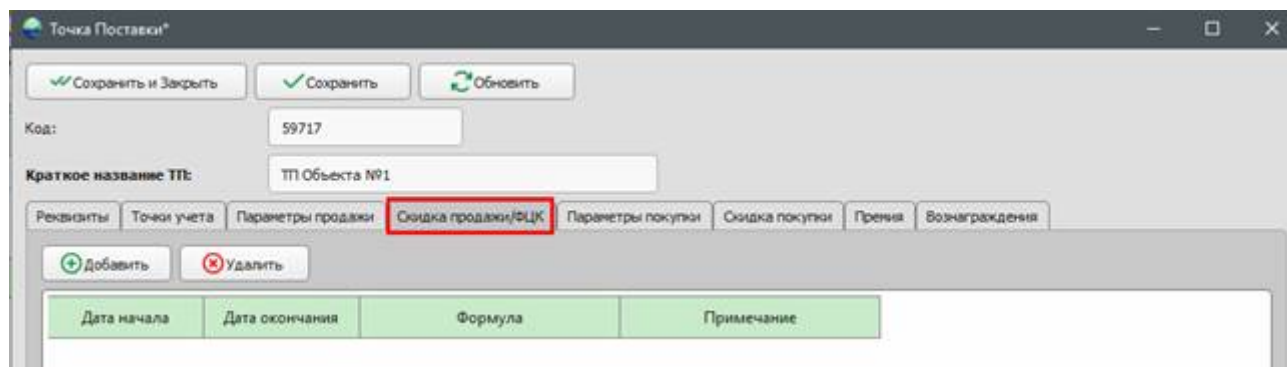 Точка Поставки*
Сохранить и Закрыть Сохранить Обновить
Код: 59717
Краткое название ТП: ТП Объекта №1
Реквизиты Точки учета Параметры продажи Скидка продажи/ФЦК Параметры покупки Скидка покупки Премия Вознаграждения
Добавить Удалить
Дата начала Дата окончания Формула Примечание